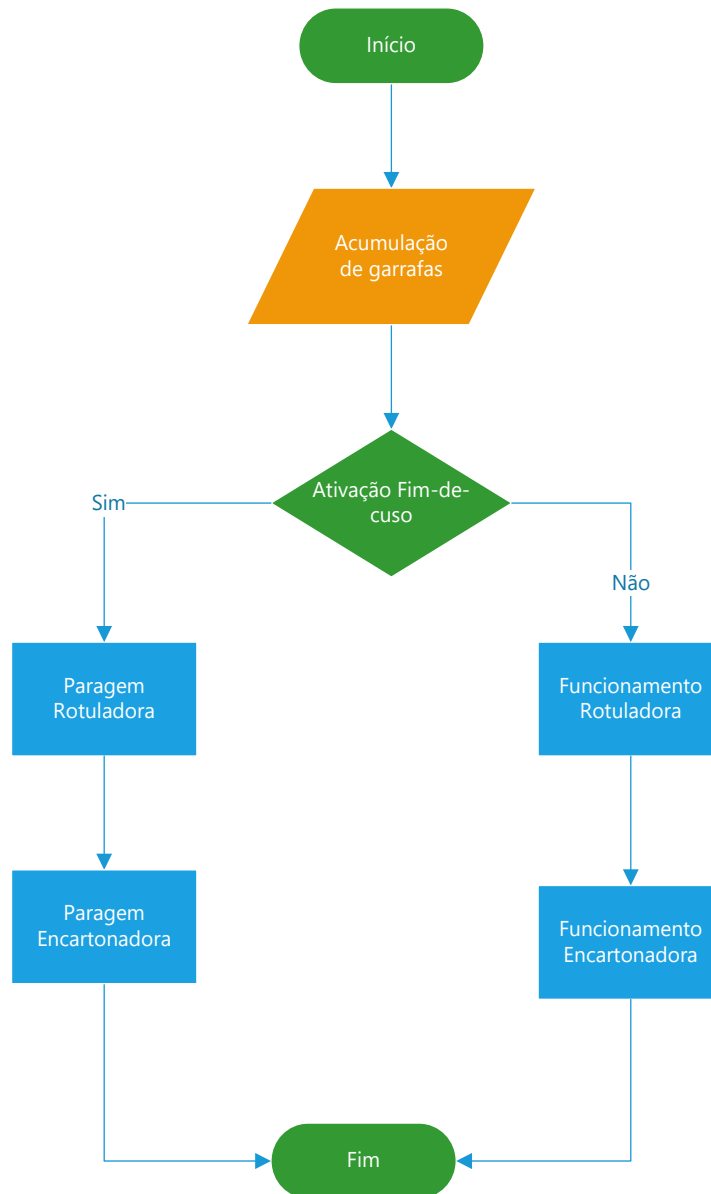 Início
Acumulação
de garrafas
Ativação Fim-de-
cuso
Sim
Não
Paragem
Rotuladora
Funcionamento
Rotuladora
Paragem
Encartonadora
Funcionamento
Encartonadora
Fim